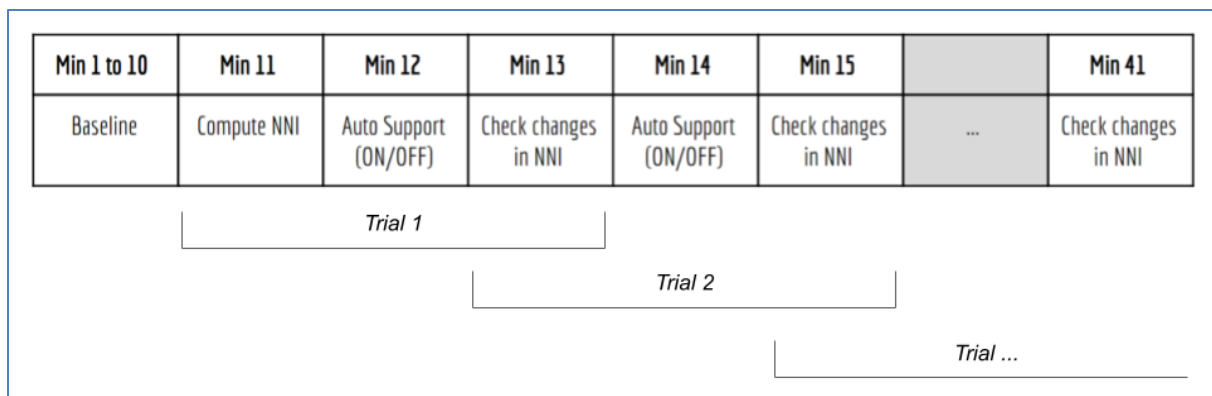 Min 1 to 10 Min 11 Min 12 Min 13 Min 14 Min 15 Min 41
Baseline Compute NNI Auto Support Check changes Auto Support Check changes ... Check changes
(ON/OFF) in NNI (ON/OFF) in NNI in NNI
Trial 1
Trial 2
Trial ...